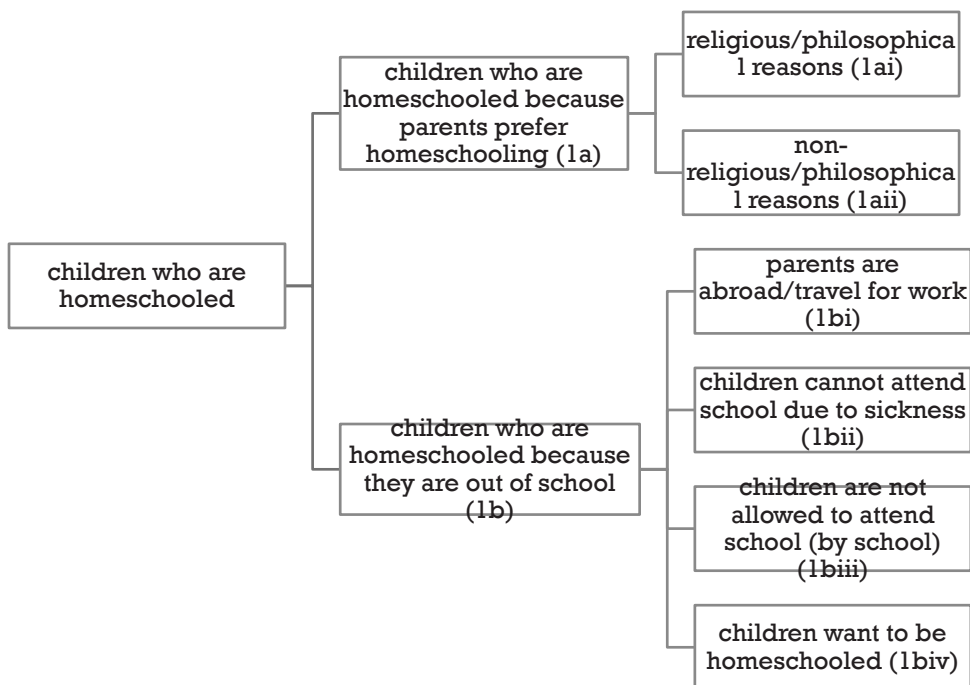 children who are
homeschooled
children who are
homeschooled because
parents prefer
homeschooling (1a)
religious/philosophica
l reasons (1ai)
non-
religious/philosophica
l reasons (1aii)
children who are
homeschooled because
they are out of school
(1b)
parents are
abroad/travel for work
(1bi)
children cannot attend
school due to sickness
(1bii)
children are not
allowed to attend
school (by school)
(1biii)
children want to be
homeschooled (1biv)